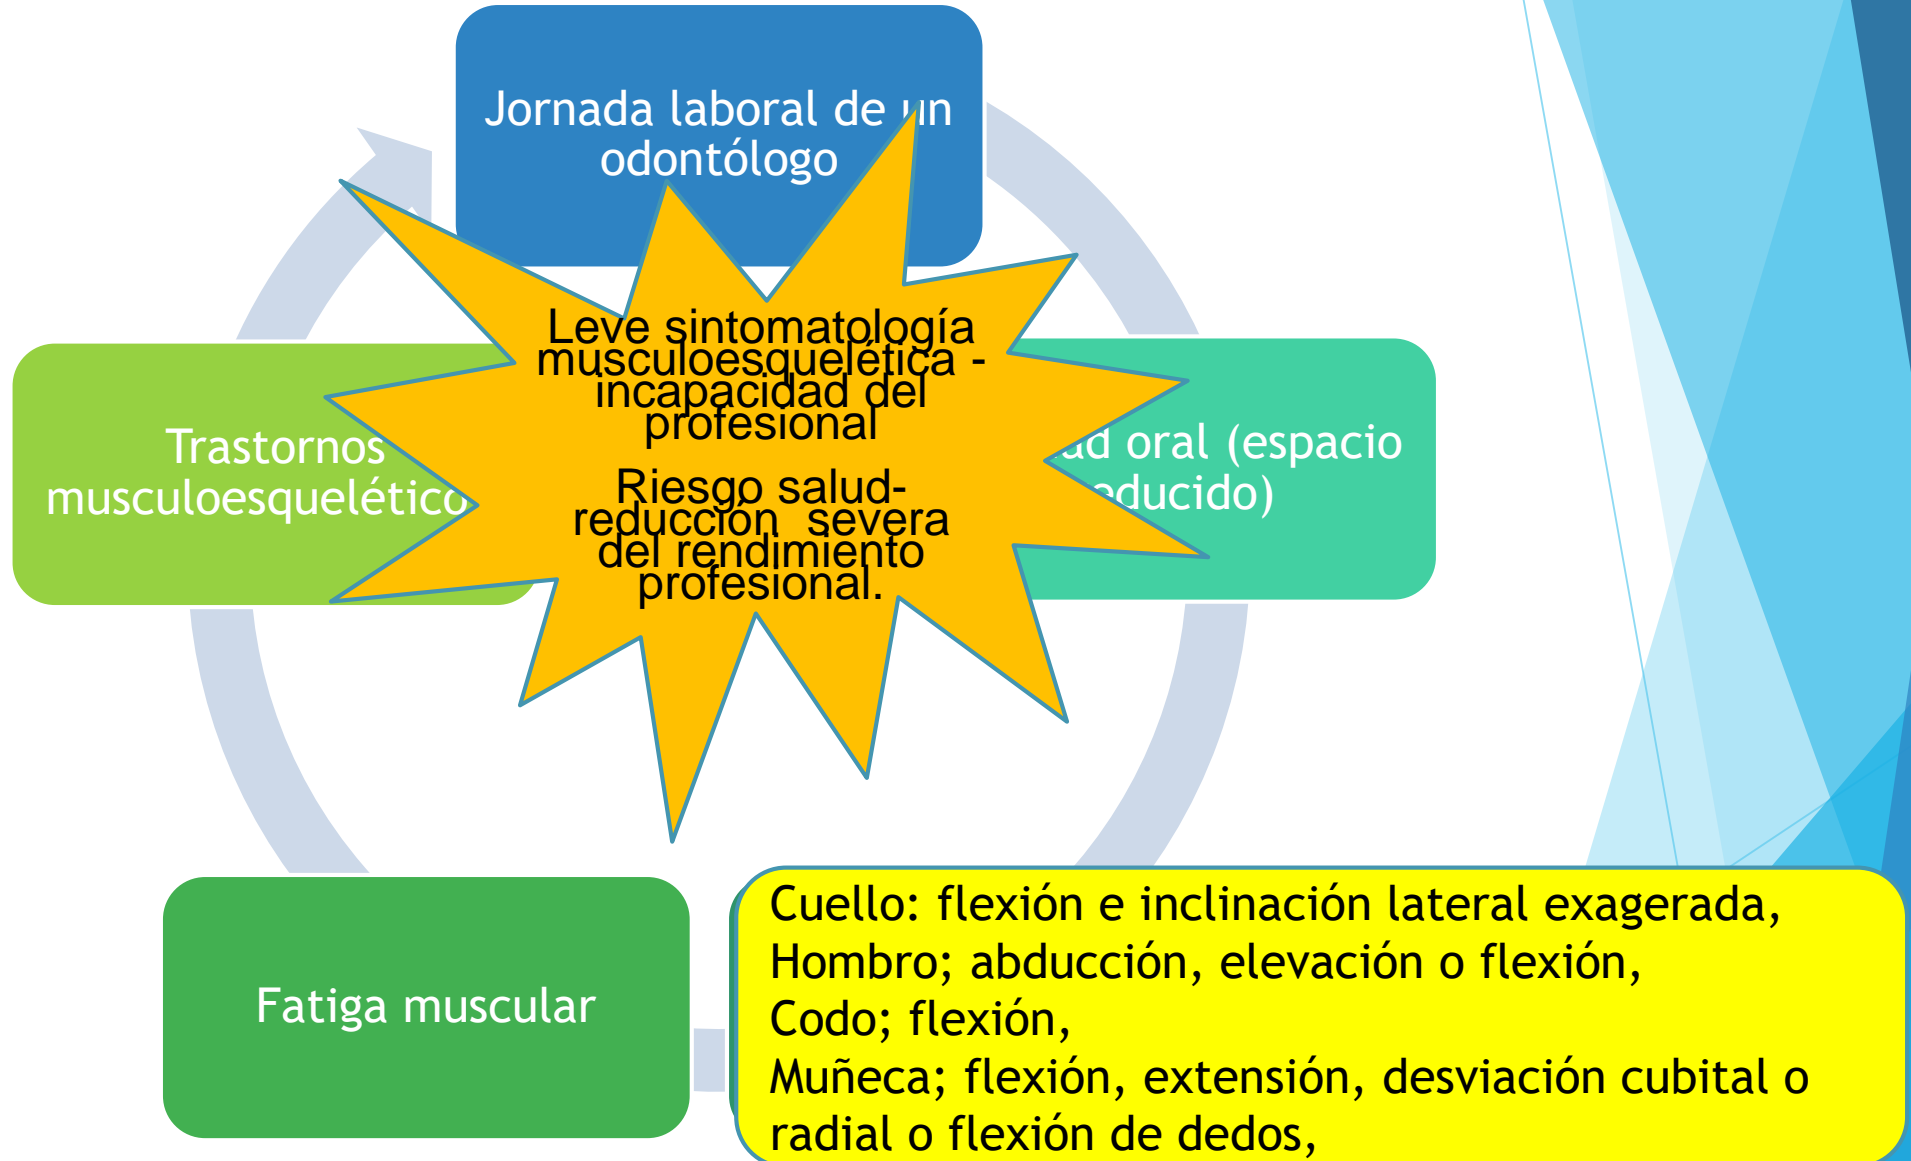 Jornada laboral de un
odontólogo
Leve sintomatología
musculoesquelética -
incapacidad del
profesional
Riesgo salud-
reducción severa
del rendimiento
profesional.
Trastornos
musculoesquelético
oral (espacio
Fatiga muscular
Cuello: flexión e inclinación lateral exagerada,
Hombro; abducción, elevación o flexión,
Codo; flexión,
Muñeca; flexión, extensión, desviación cubital o
radial o flexión de dedos,